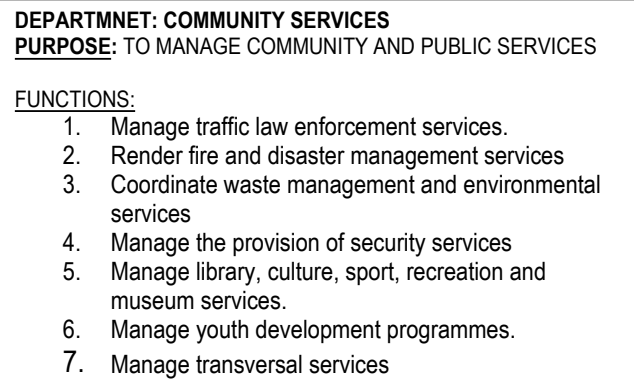 DEPARTMNET: COMMUNITY SERVICES
PURPOSE: TO MANAGE COMMUNITY AND PUBLIC SERVICES
FUNCTIONS:
1. Manage traffic law enforcement services.
2. Render fire and disaster management services
3. Coordinate waste management and environmental
services
4. Manage the provision of security services
5. Manage library, culture, sport, recreation and
museum services.
6. Manage youth development programmes.
7. Manage transversal services